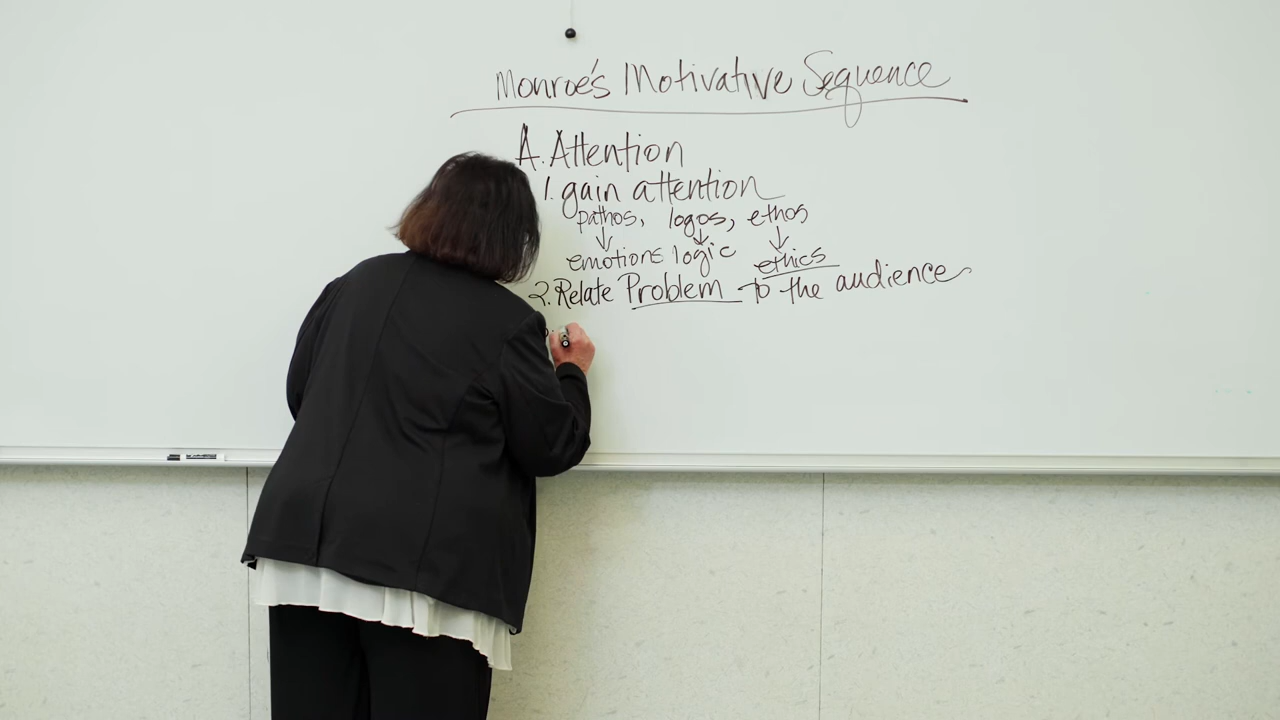 Monroe's Motivative Sequence
A. Attention
1. gain attention
pathos, logos, ethos
emotions logic ethics
2. Relate Problem to the audience